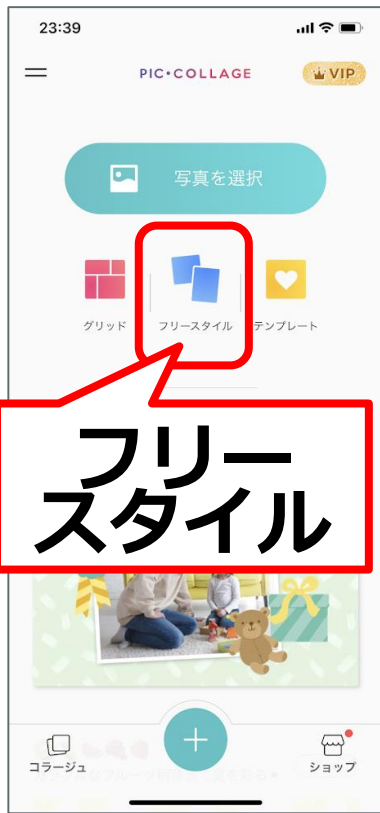 23:39
PIC•COLLAGE
VIP
写真を選択
グリッド
フリースタイル
テンプレート
フリー
スタイル
コラージュ
ショップ